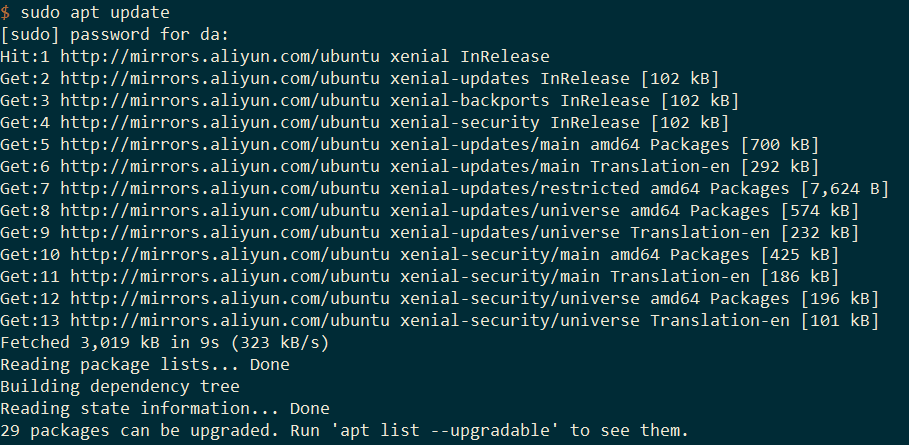 $ sudo apt update
[sudo] password for da:
Hit:1 http://mirrors.aliyun.com/ubuntu xenial InRelease
Get:2 http://mirrors.aliyun.com/ubuntu xenial-updates InRelease [102 kB]
Get:3 http://mirrors.aliyun.com/ubuntu xenial-backports InRelease [102 kB]
Get:4 http://mirrors.aliyun.com/ubuntu xenial-security InRelease [102 kB]
Get:5 http://mirrors.aliyun.com/ubuntu xenial-updates/main amd64 Packages [700 kB]
Get:6 http://mirrors.aliyun.com/ubuntu xenial-updates/main Translation-en [292 kB]
Get:7 http://mirrors.aliyun.com/ubuntu xenial-updates/restricted amd64 Packages [7,624 B]
Get:8 http://mirrors.aliyun.com/ubuntu xenial-updates/universe amd64 Packages [574 kB]
Get:9 http://mirrors.aliyun.com/ubuntu xenial-updates/universe Translation-en [232 kB]
Get:10 http://mirrors.aliyun.com/ubuntu xenial-security/main amd64 Packages [425 kB]
Get:11 http://mirrors.aliyun.com/ubuntu xenial-security/main Translation-en [186 kB]
Get:12 http://mirrors.aliyun.com/ubuntu xenial-security/universe amd64 Packages [196 kB]
Get:13 http://mirrors.aliyun.com/ubuntu xenial-security/universe Translation-en [101 kB]
Fetched 3,019 kB in 9s (323 kB/s)
Reading package lists... Done
Building dependency tree
Reading state information... Done
29 packages can be upgraded. Run 'apt list --upgradable' to see them.